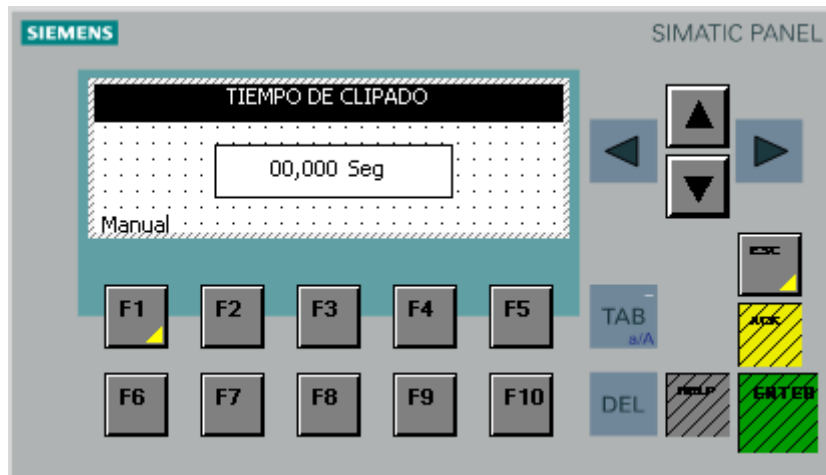 SIEMENS
SIMATIC PANEL
TIEMPO DE CLIPADO
00,000 Seg
Manual
ESC
F1 F2 F3 F4 F5
TAB
a/A
ACK
F6 F7 F8 F9 F10
DEL
HELP
ENTER